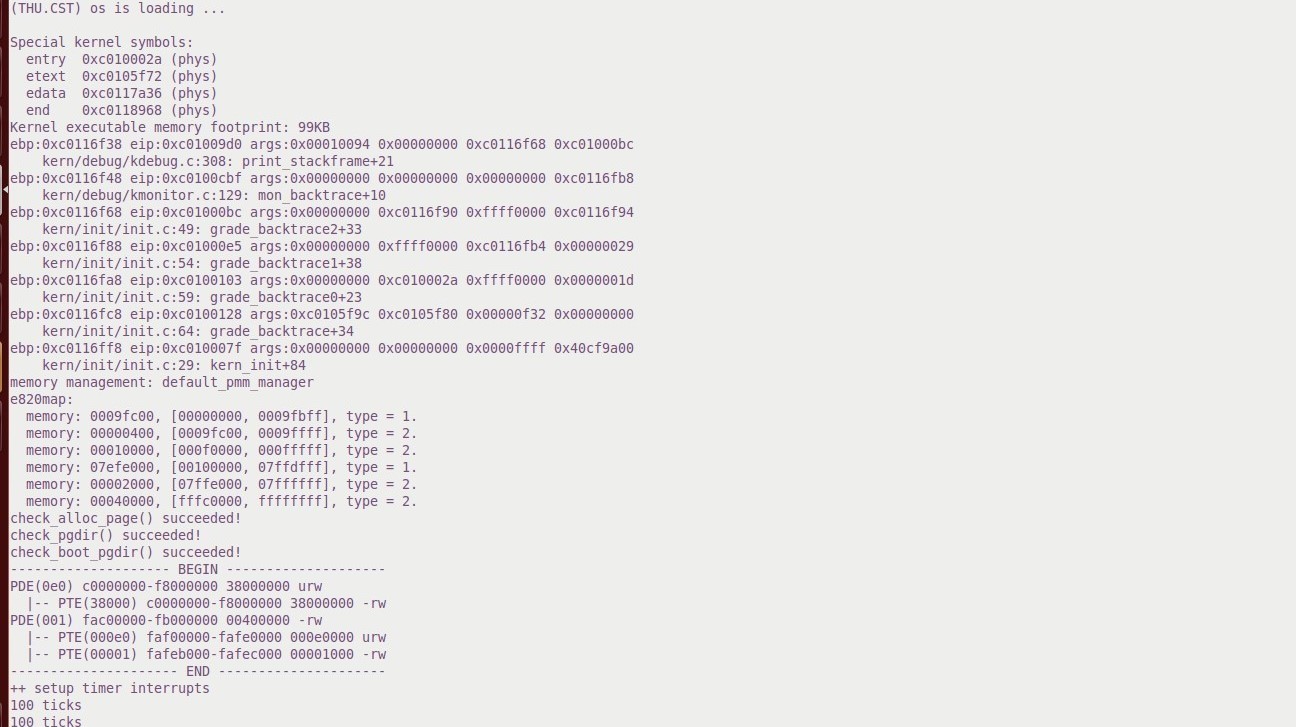 (THU.CST) os is loading ...
Special kernel symbols:
  entry  0xc010002a (phys)
  etext  0xc0105f72 (phys)
  edata  0xc0117a36 (phys)
  end    0xc0118968 (phys)
Kernel executable memory footprint: 99KB
ebp:0xc0116f38 eip:0xc01009d0 args:0x00010094 0x00000000 0xc0116f68 0xc01000bc
    kern/debug/kdebug.c:308: print_stackframe+21
ebp:0xc0116f48 eip:0xc0100cbf args:0x00000000 0x00000000 0x00000000 0xc0116fb8
    kern/debug/kmonitor.c:129: mon_backtrace+10
ebp:0xc0116f68 eip:0xc01000bc args:0x00000000 0xc0116f90 0xffff0000 0xc0116f94
    kern/init/init.c:49: grade_backtrace2+33
ebp:0xc0116f88 eip:0xc01000e5 args:0x00000000 0xffff0000 0xc0116fb4 0x00000029
    kern/init/init.c:54: grade_backtrace1+38
ebp:0xc0116fa8 eip:0xc0100103 args:0x00000000 0xc010002a 0xffff0000 0x0000001d
    kern/init/init.c:59: grade_backtrace0+23
ebp:0xc0116fc8 eip:0xc0100128 args:0xc0105f9c 0xc0105f80 0x00000f32 0x00000000
    kern/init/init.c:64: grade_backtrace+34
ebp:0xc0116ff8 eip:0xc010007f args:0x00000000 0x00000000 0x0000ffff 0x40cf9a00
    kern/init/init.c:29: kern_init+84
memory management: default_pmm_manager
e820map:
  memory: 0009fc00, [00000000, 0009fbff], type = 1.
  memory: 00000400, [0009fc00, 0009ffff], type = 2.
  memory: 00010000, [000f0000, 000fffff], type = 2.
  memory: 07efe000, [00100000, 07ffdfff], type = 1.
  memory: 00002000, [07ffe000, 07ffffff], type = 2.
  memory: 00040000, [fffc0000, ffffffff], type = 2.
check_alloc_page() succeeded!
check_pgdir() succeeded!
check_boot_pgdir() succeeded!
-------------------- BEGIN --------------------
PDE(0e0) c0000000-f8000000 38000000 urw
  |-- PTE(38000) c0000000-f8000000 38000000 -rw
PDE(001) fac00000-fb000000 00400000 -rw
  |-- PTE(000e0) faf00000-fafe0000 000e0000 urw
  |-- PTE(00001) fafeb000-fafec000 00001000 -rw
--------------------- END ---------------------
++ setup timer interrupts
100 ticks
100 ticks